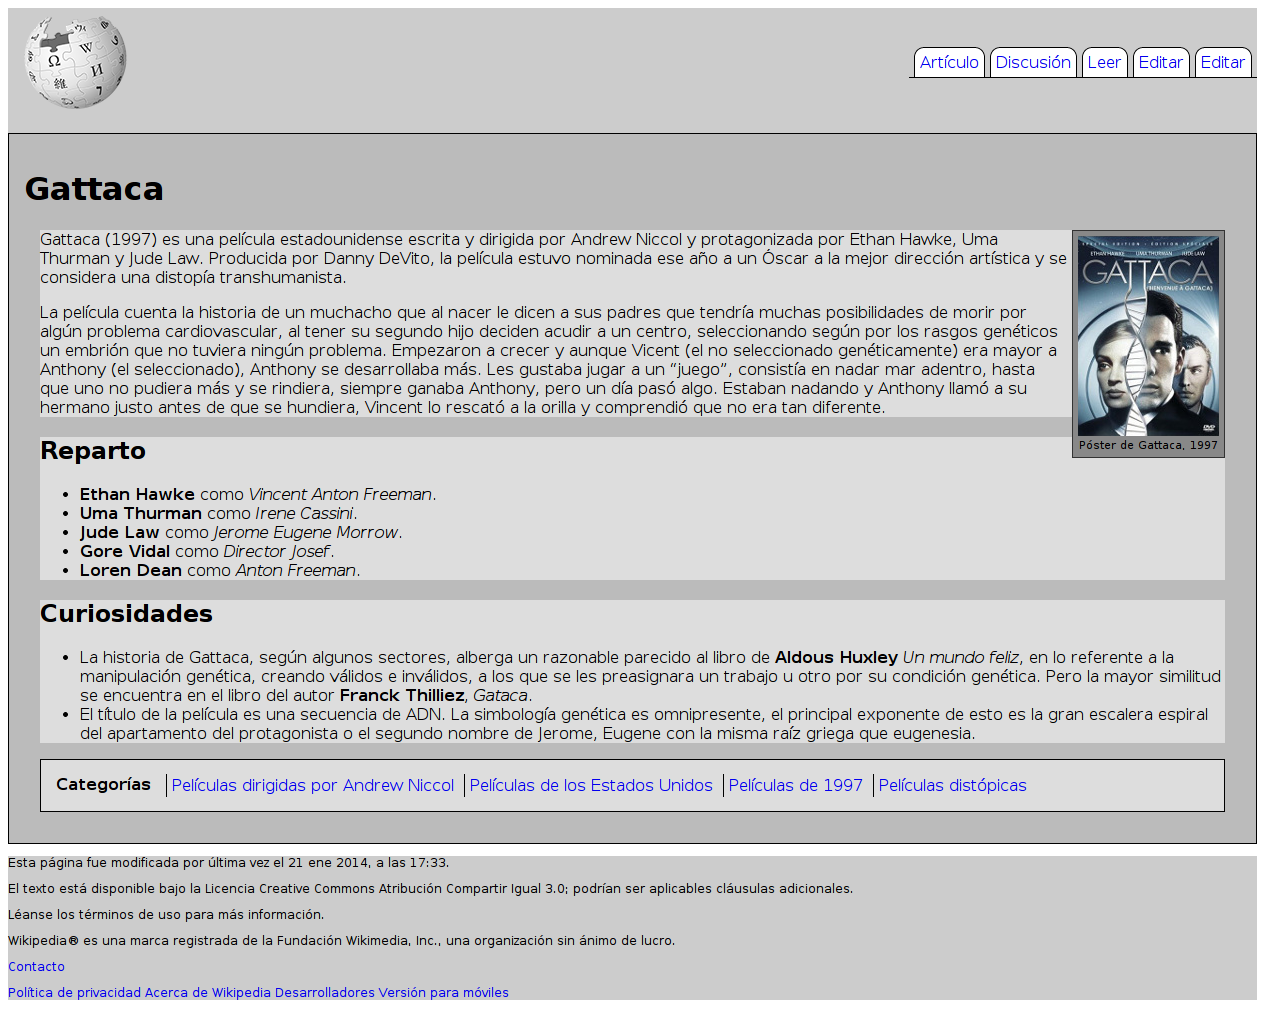 Ω W И 維 7
Artículo Discusión Leer Editar Editar
Gattaca
Gattaca (1997) es una película estadounidense escrita y dirigida por Andrew Niccol y protagonizada por Ethan Hawke, Uma
Thurman y Jude Law. Producida por Danny DeVito, la película estuvo nominada ese año a un Óscar a la mejor dirección artística y se
considera una distopía transhumanista.
La película cuenta la historia de un muchacho que al nacer le dicen a sus padres que tendría muchas posibilidades de morir por
algún problema cardiovascular, al tener su segundo hijo deciden acudir a un centro, seleccionando según por los rasgos genéticos
un embrión que no tuviera ningún problema. Empezaron a crecer y aunque Vicent (el no seleccionado genéticamente) era mayor a
Anthony (el seleccionado), Anthony se desarrollaba más. Les gustaba jugar a un “juego”, consistía en nadar mar adentro, hasta
que uno no pudiera más y se rindiera, siempre ganaba Anthony, pero un día pasó algo. Estaban nadando y Anthony llamó a su
hermano justo antes de que se hundiera, Vincent lo rescató a la orilla y comprendió que no era tan diferente.
SPECIAL EDITION · ÉDITION SPÉCIALE
ETHAN HAWKE UMA THURMAN JUDE LAW
GATTACA
(BIENVENUE À GATTACA)
DVD
Póster de Gattaca, 1997
Reparto
• Ethan Hawke como Vincent Anton Freeman.
• Uma Thurman como Irene Cassini.
• Jude Law como Jerome Eugene Morrow.
• Gore Vidal como Director Josef.
• Loren Dean como Anton Freeman.
Curiosidades
• La historia de Gattaca, según algunos sectores, alberga un razonable parecido al libro de Aldous Huxley Un mundo feliz, en lo referente a la
manipulación genética, creando válidos e inválidos, a los que se les preasignara un trabajo u otro por su condición genética. Pero la mayor similitud
se encuentra en el libro del autor Franck Thilliez, Gataca.
• El título de la película es una secuencia de ADN. La simbología genética es omnipresente, el principal exponente de esto es la gran escalera espiral
del apartamento del protagonista o el segundo nombre de Jerome, Eugene con la misma raíz griega que eugenesia.
Categorías Películas dirigidas por Andrew Niccol Películas de los Estados Unidos Películas de 1997 Películas distópicas
Esta página fue modificada por última vez el 21 ene 2014, a las 17:33.
El texto está disponible bajo la Licencia Creative Commons Atribución Compartir Igual 3.0; podrían ser aplicables cláusulas adicionales.
Léanse los términos de uso para más información.
Wikipedia® es una marca registrada de la Fundación Wikimedia, Inc., una organización sin ánimo de lucro.
Contacto
Política de privacidad Acerca de Wikipedia Desarrolladores Versión para móviles